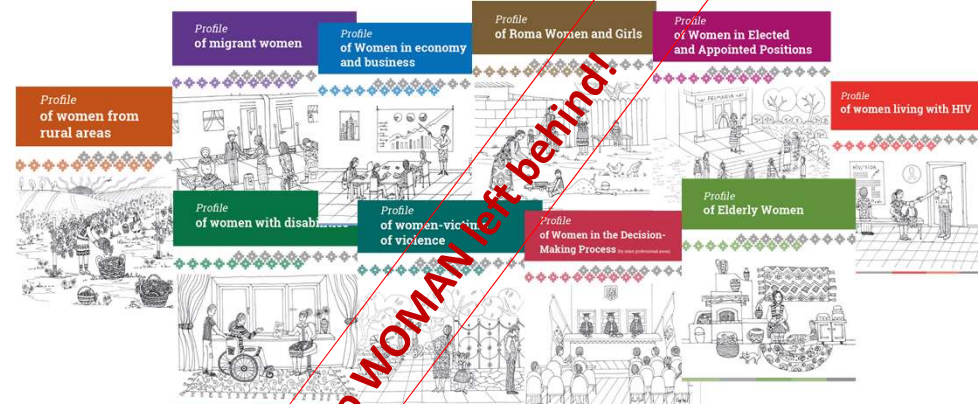 Profile
of migrant women
Profile
of Women in economy
and business
Profile
of Roma Women and Girls
Profile
of Women in Elected
and Appointed Positions
Profile
of women from
rural areas
Profile
of women living with HIV
Profile
of women with
Profile
of
of violence
Profile
of Women in the Decision-
Making Process
Profile
of Elderly Women
WOMAN left behind!
PRIMARIA
HIV/SIDA